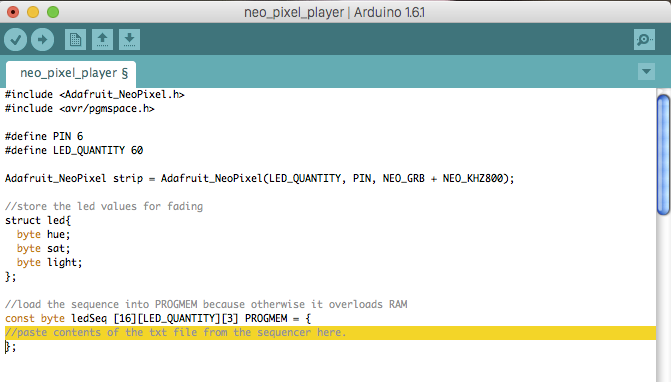 neo_pixel_player | Arduino 1.6.1
neo_pixel_player §
#include <Adafruit_NeoPixel.h>
#include <avr/pgmspace.h>
#define PIN 6
#define LED_QUANTITY 60
Adafruit_NeoPixel strip = Adafruit_NeoPixel(LED_QUANTITY, PIN, NEO_GRB + NEO_KHZ800);
//store the led values for fading
struct led{
  byte hue;
  byte sat;
  byte light;
};
//load the sequence into PROGMEM because otherwise it overloads RAM
const byte ledSeq [16][LED_QUANTITY][3] PROGMEM = {
//paste contents of the txt file from the sequencer here.
};